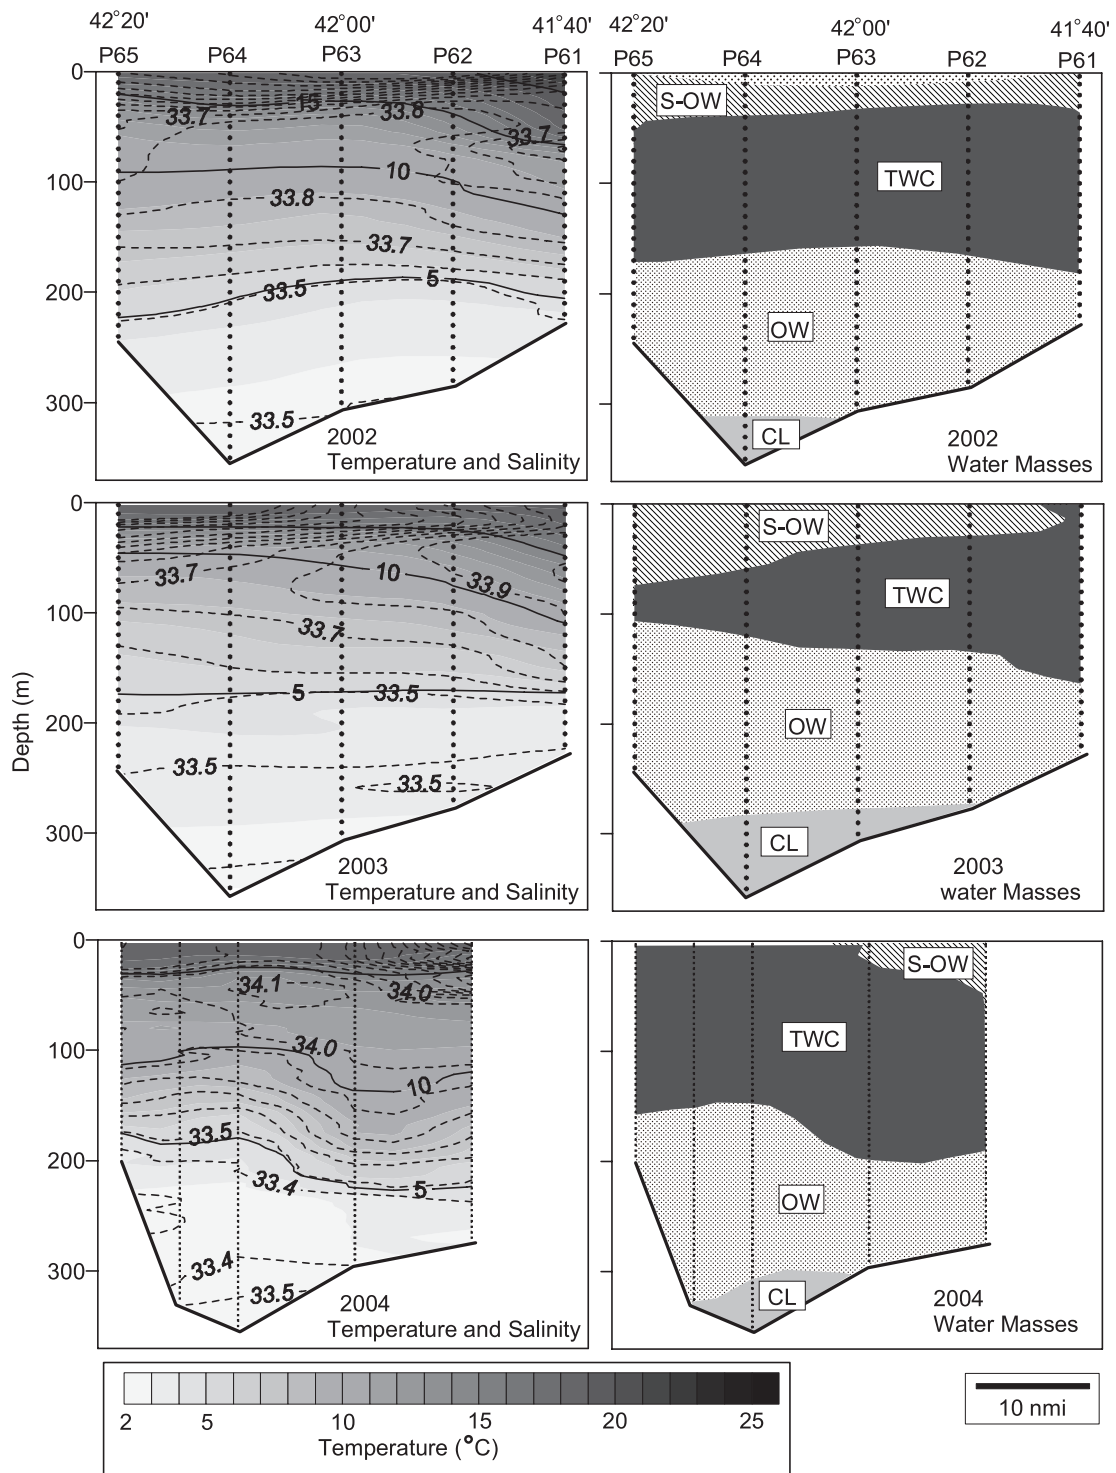 42°20' 42°00' 41°40' 42°20' 42°00' 41°40'
P65 P64 P63 P62 P61 P65 P64 P63 P62 P61
0
100
200
300
15
33.7
33.8
33.7
10
33.8
33.7
5
33.5
33.5
2002
Temperature and Salinity
S-OW
TWC
OW
CL
2002
Water Masses
Depth (m)
0
100
200
300
33.7
10
33.9
33.7
5
33.5
33.5
33.5
2003
Temperature and Salinity
S-OW
TWC
OW
CL
2003
water Masses
0
100
200
300
34.1
34.0
34.0
10
33.5
33.4
5
33.4
33.5
2004
Temperature and Salinity
S-OW
TWC
OW
CL
2004
Water Masses
2 5 10 15 20 25
Temperature (°C)
10 nmi